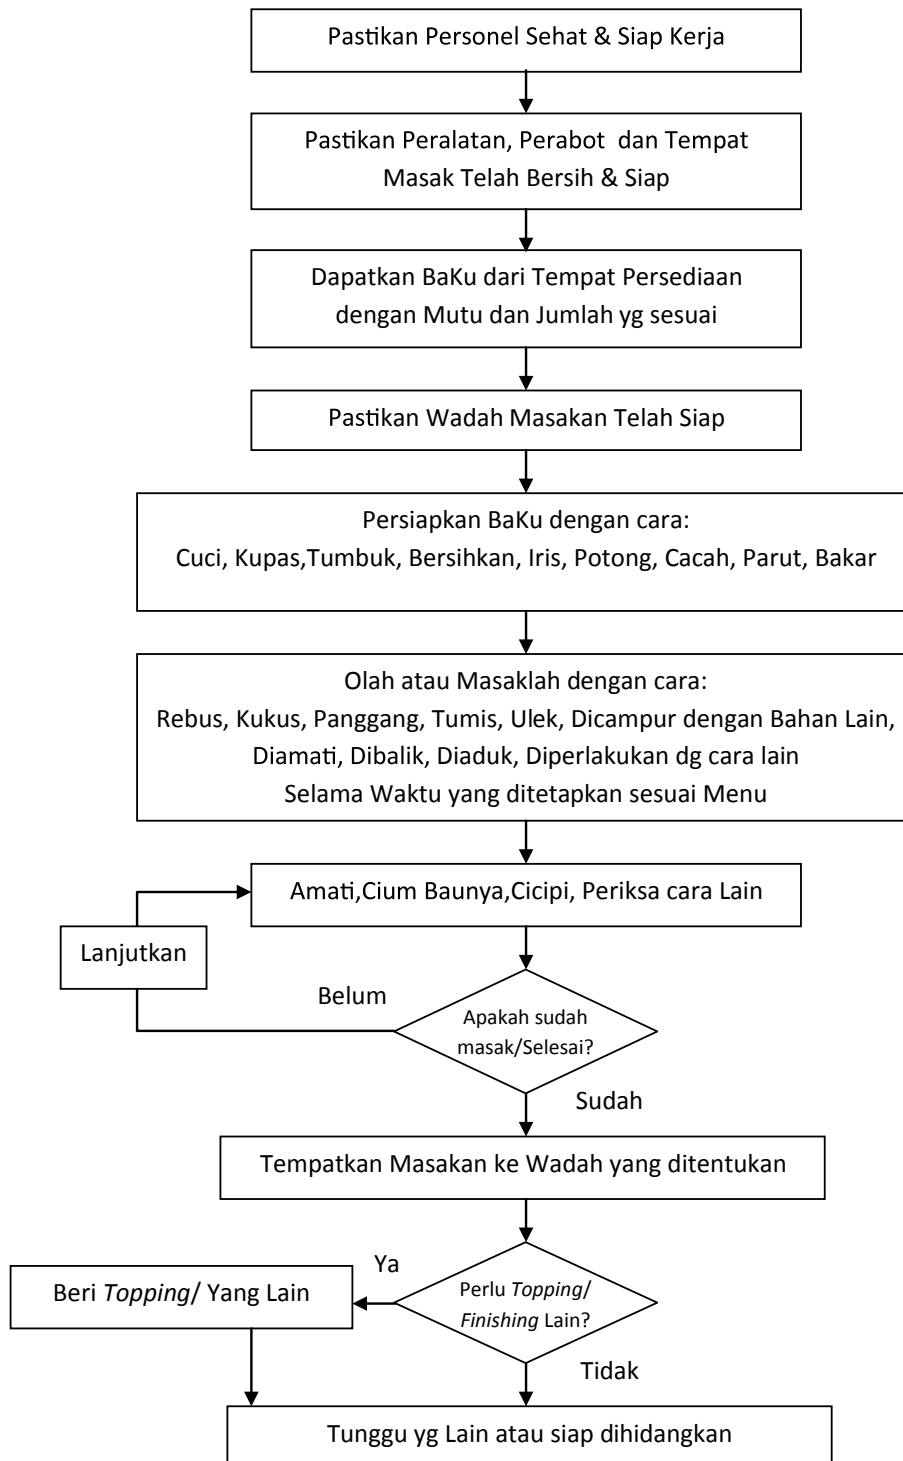 Pastikan Personel Sehat & Siap Kerja
Pastikan Peralatan, Perabot  dan Tempat
Masak Telah Bersih & Siap
Dapatkan BaKu dari Tempat Persediaan
dengan Mutu dan Jumlah yg sesuai
Pastikan Wadah Masakan Telah Siap
Persiapkan BaKu dengan cara:
Cuci, Kupas,Tumbuk, Bersihkan, Iris, Potong, Cacah, Parut, Bakar
Olah atau Masaklah dengan cara:
Rebus, Kukus, Panggang, Tumis, Ulek, Dicampur dengan Bahan Lain,
Diamati, Dibalik, Diaduk, Diperlakukan dg cara lain
Selama Waktu yang ditetapkan sesuai Menu
Amati,Cium Baunya,Cicipi, Periksa cara Lain
Lanjutkan
Belum
Apakah sudah
masak/Selesai?
Sudah
Tempatkan Masakan ke Wadah yang ditentukan
Ya
Beri Topping/ Yang Lain
Perlu Topping/
Finishing Lain?
Tidak
Tunggu yg Lain atau siap dihidangkan